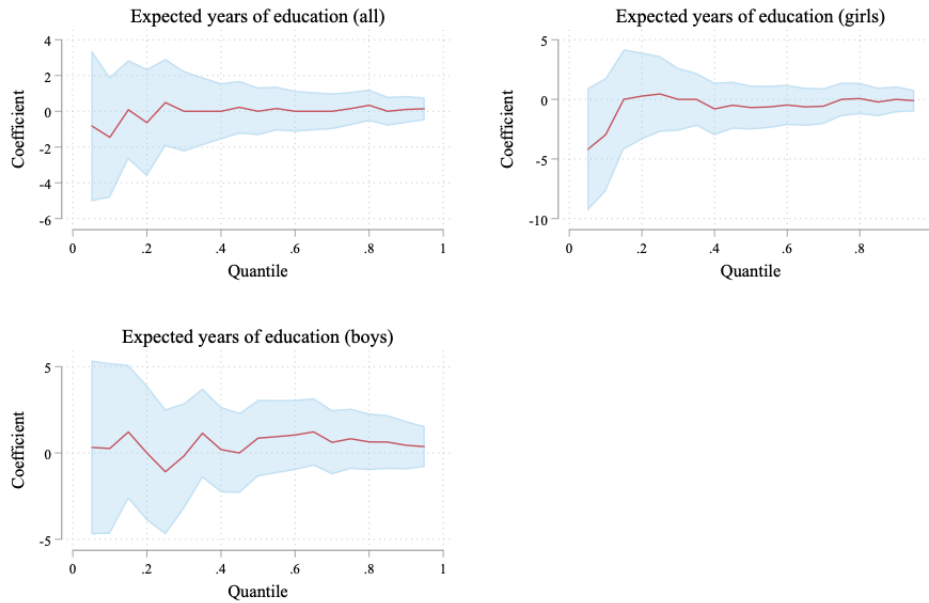 Expected years of education (all)
4
2
0
-2
-4
-6
Coefficient
0 .2 .4 .6 .8 1
Quantile
Expected years of education (girls)
5
0
-5
-10
Coefficient
0 .2 .4 .6 .8
Quantile
Expected years of education (boys)
5
0
-5
Coefficient
0 .2 .4 .6 .8 1
Quantile